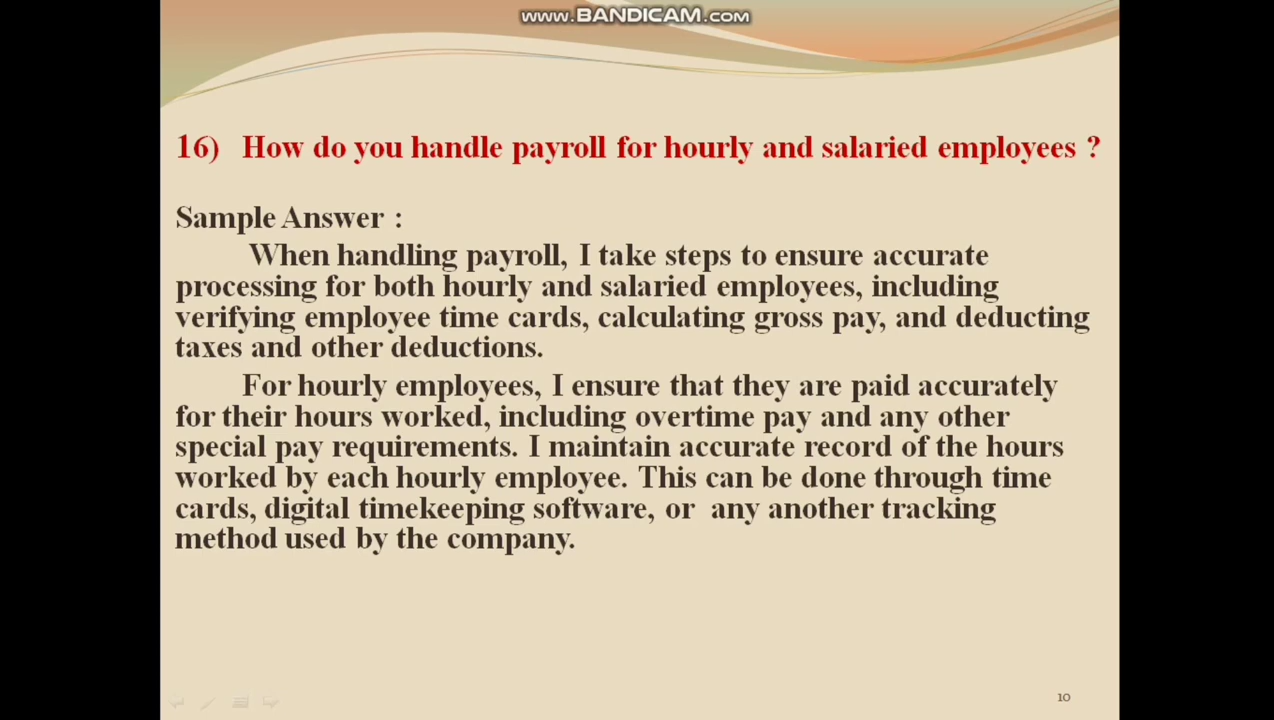 www.BANDICAM.com
16) How do you handle payroll for hourly and salaried employees ?
Sample Answer :
When handling payroll, I take steps to ensure accurate
processing for both hourly and salaried employees, including
verifying employee time cards, calculating gross pay, and deducting
taxes and other deductions.
For hourly employees, I ensure that they are paid accurately
for their hours worked, including overtime pay and any other
special pay requirements. I maintain accurate record of the hours
worked by each hourly employee. This can be done through time
cards, digital timekeeping software, or any another tracking
method used by the company.
10